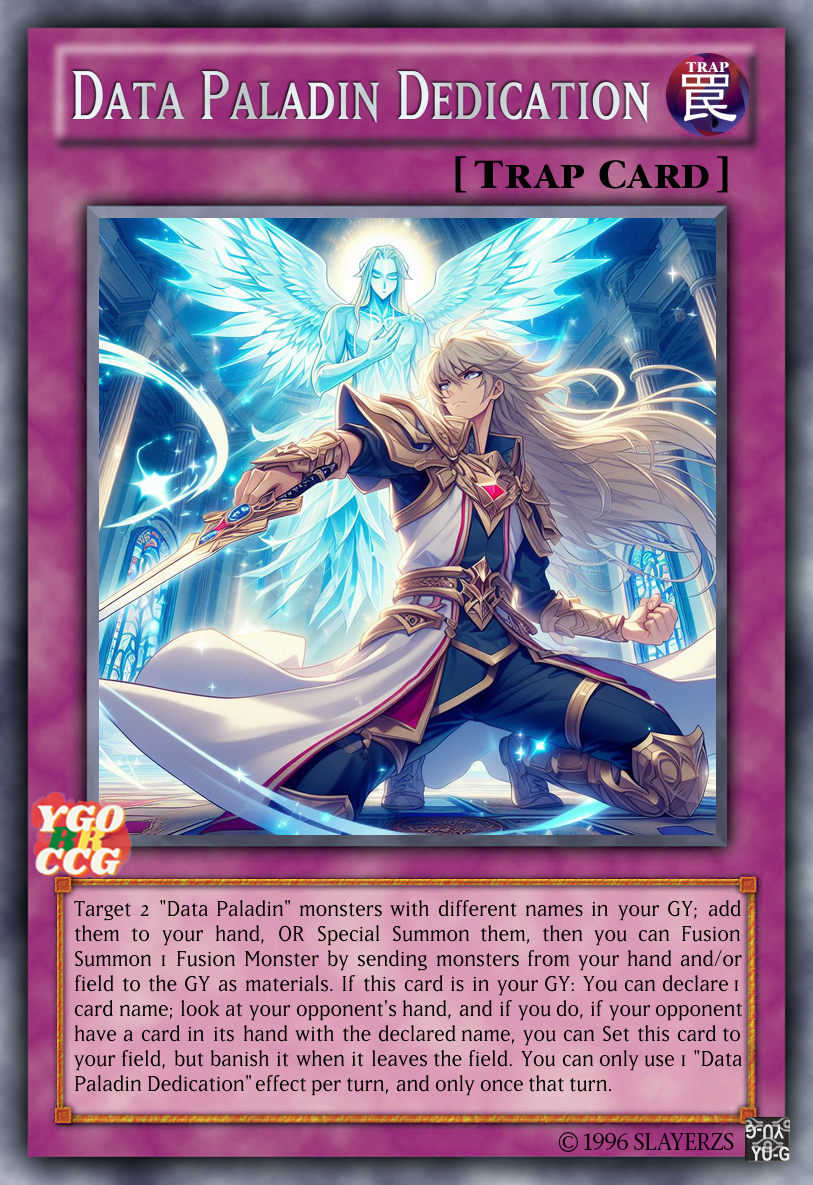 DATA PALADIN DEDICATION
TRAP
罠
[TRAP CARD]
YGO
RR
CCG
Target 2 "Data Paladin" monsters with different names in your GY; add
them to your hand, OR Special Summon them, then you can Fusion
Summon 1 Fusion Monster by sending monsters from your hand and/or
field to the GY as materials. If this card is in your GY: You can declare 1
card name; look at your opponent's hand, and if you do, if your opponent
have a card in its hand with the declared name, you can Set this card to
your field, but banish it when it leaves the field. You can only use 1 "Data
Paladin Dedication" effect per turn, and only once that turn.
© 1996 SLAYERZS
YU-G